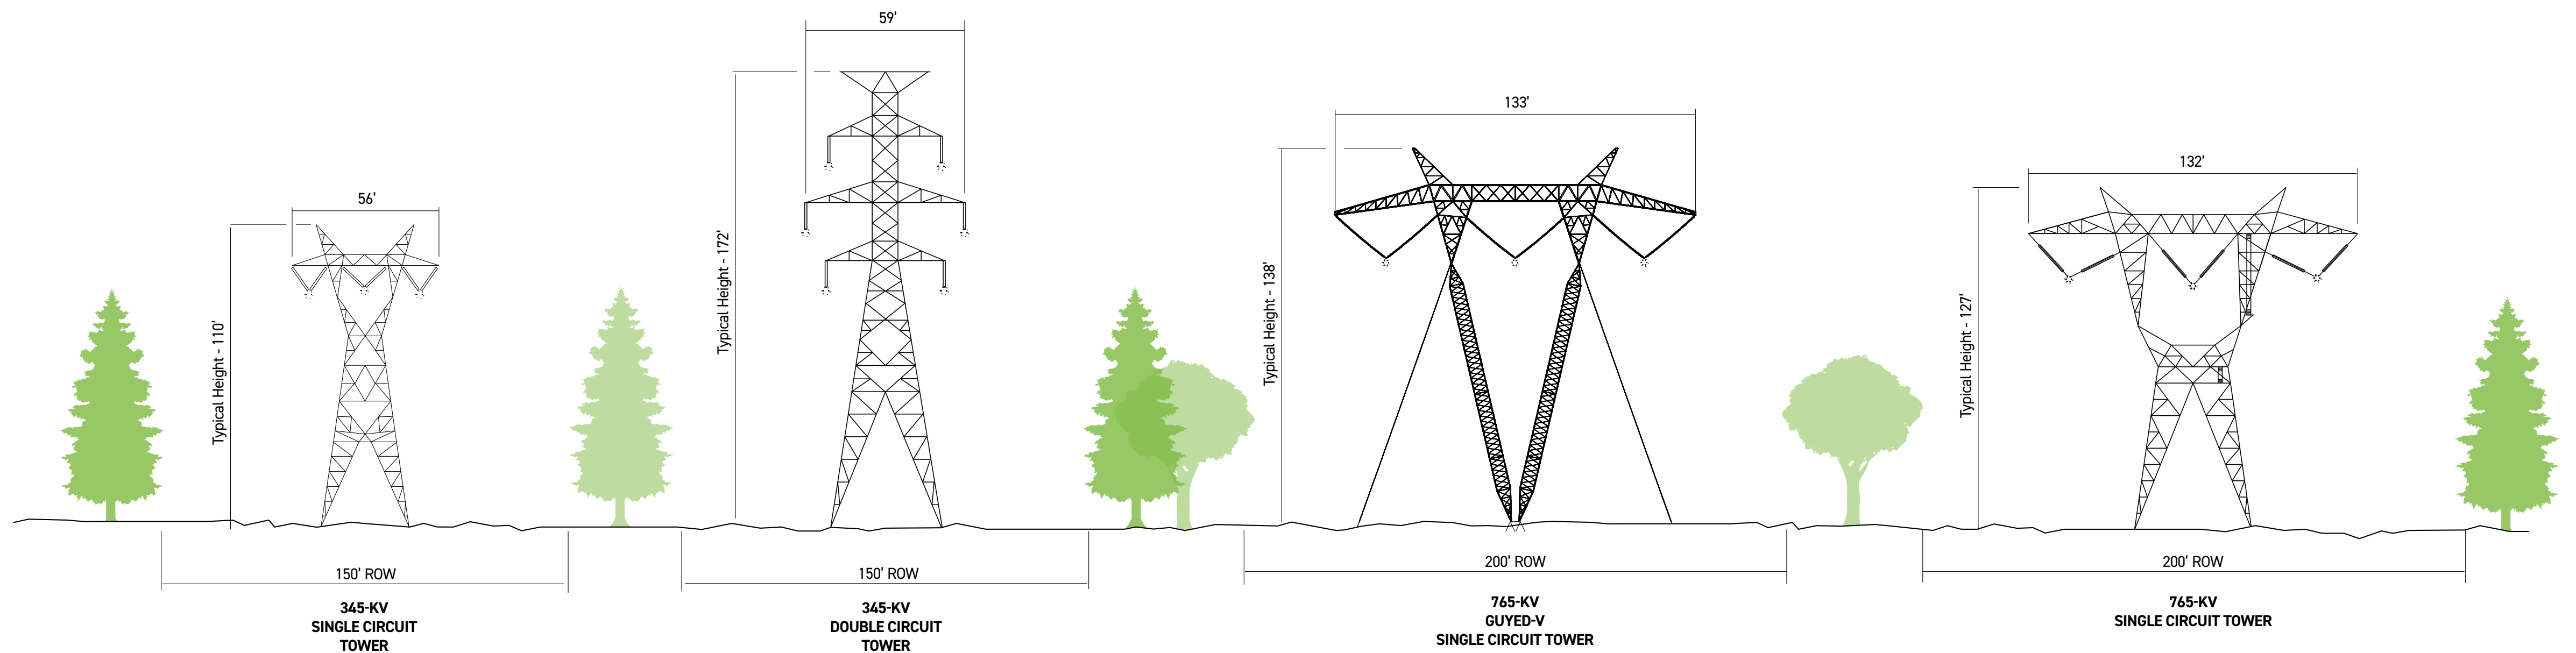 56'
Typical Height - 110'
150' ROW
345-KV
SINGLE CIRCUIT
TOWER
59'
Typical Height - 172'
150' ROW
345-KV
DOUBLE CIRCUIT
TOWER
133'
Typical Height - 138'
200' ROW
765-KV
GUYED-V
SINGLE CIRCUIT TOWER
132'
Typical Height - 127'
200' ROW
765-KV
SINGLE CIRCUIT TOWER